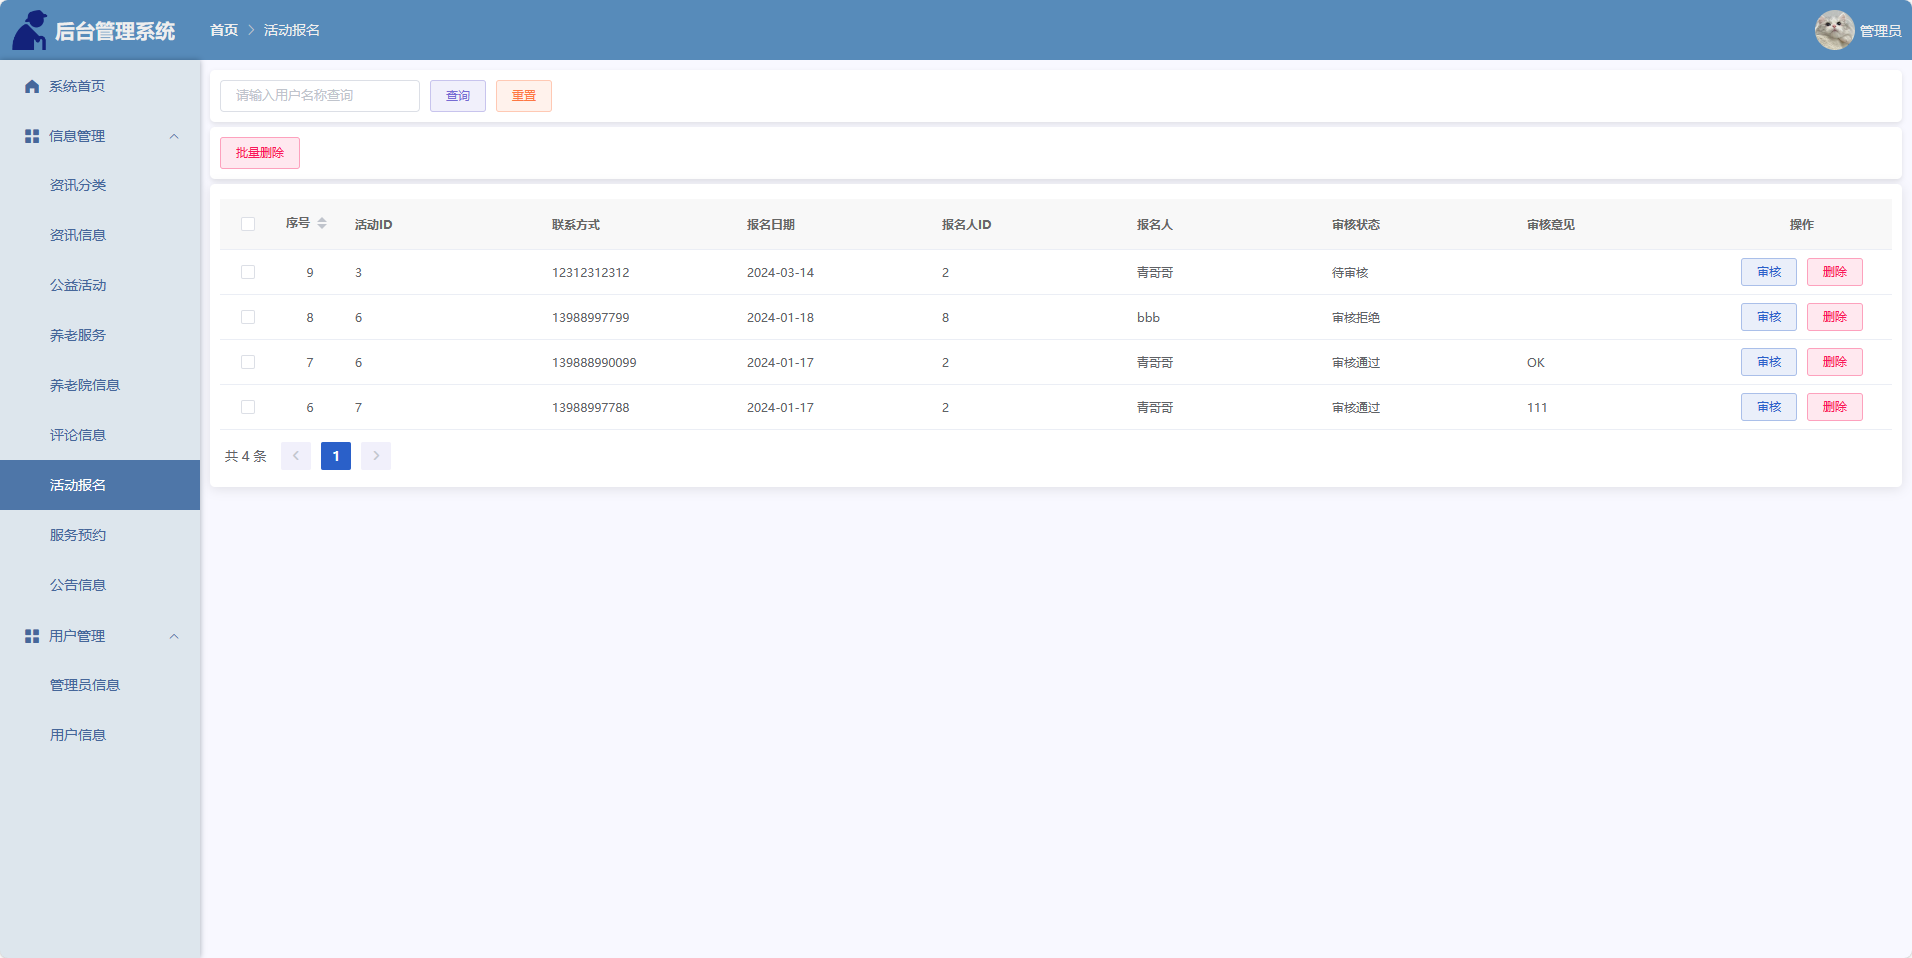 后台管理系统
首页 > 活动报名
管理员
系统首页
信息管理
资讯分类
资讯信息
公益活动
养老服务
养老院信息
评论信息
活动报名
服务预约
公告信息
用户管理
管理员信息
用户信息
请输入用户名称查询 查询 重置
批量删除
序号 活动ID 联系方式 报名日期 报名人ID 报名人 审核状态 审核意见 操作
9 3 12312312312 2024-03-14 2 青哥哥 待审核 审核 删除
8 6 13988997799 2024-01-18 8 bbb 审核拒绝 审核 删除
7 6 139888990099 2024-01-17 2 青哥哥 审核通过 OK 审核 删除
6 7 13988997788 2024-01-17 2 青哥哥 审核通过 111 审核 删除
共 4 条 < 1 >